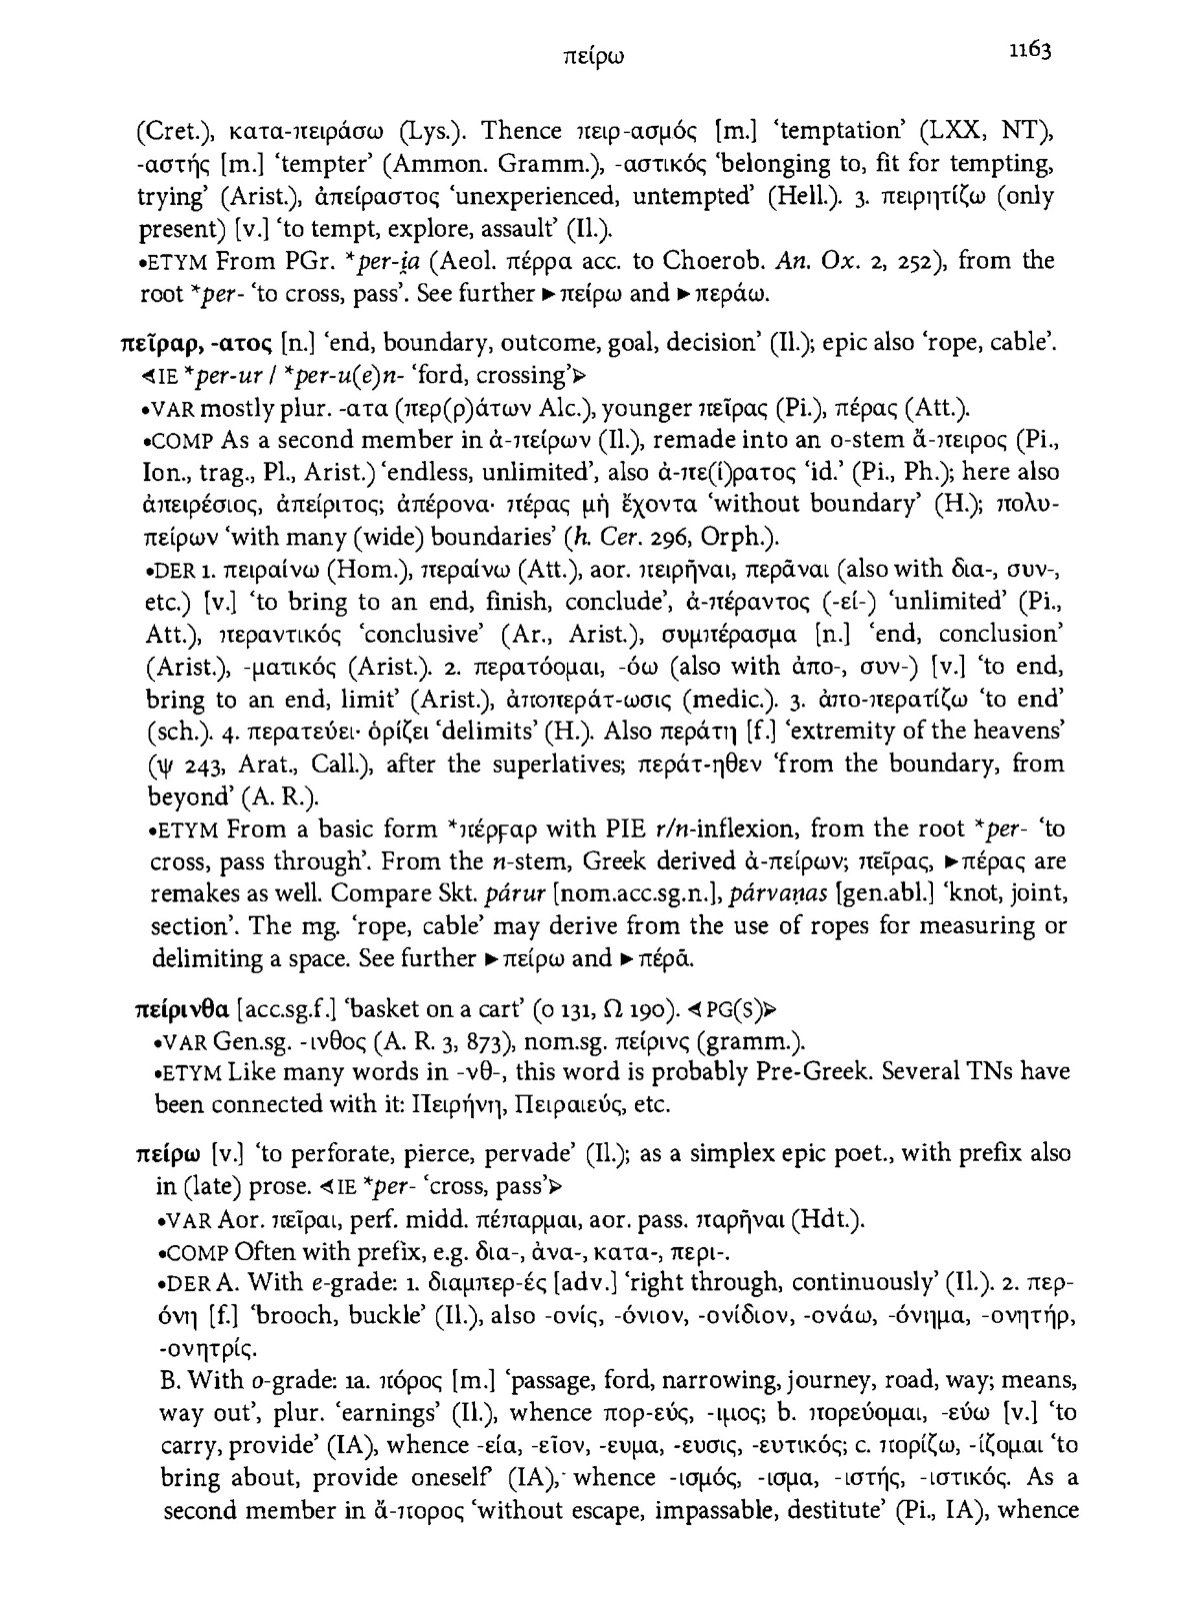 πείρω
1163
(Cret.), κατα-πειράσω (Lys.). Thence πειρ-ασμός [m.] ‘temptation’ (LXX, NT),
-αστής [m.] ‘tempter’ (Ammon. Gramm.), -αστικός ‘belonging to, fit for tempting,
trying’ (Arist.), ἀπείραστος ‘unexperienced, untempted’ (Hell.). 3. πειρητίζω (only
present) [v.] ‘to tempt, explore, assault’ (Il.).
•ETYM From PGr. *per-i̯a (Aeol. πέρρα acc. to Choerob. An. Ox. 2, 252), from the
root *per- ‘to cross, pass’. See further ►πείρω and ►περάω.
πεῖραρ, -ατος [n.] ‘end, boundary, outcome, goal, decision’ (Il.); epic also ‘rope, cable’.
⊲IE *per-ur / *per-u(e)n- ‘ford, crossing’⊳
•VAR mostly plur. -ατα (περ(ρ)άτων Alc.), younger πεῖρας (Pi.), πέρας (Att.).
•COMP As a second member in ἀ-πείρων (Il.), remade into an o-stem ἄ-πειρος (Pi.,
Ion., trag., Pl., Arist.) ‘endless, unlimited’, also ἀ-πε(ί)ρατος ‘id.’ (Pi., Ph.); here also
ἀπειρέσιος, ἀπείριτος; ἀπέρονα· πέρας μὴ ἔχοντα ‘without boundary’ (H.); πολυ-
πείρων ‘with many (wide) boundaries’ (h. Cer. 296, Orph.).
•DER 1. πειραίνω (Hom.), περαίνω (Att.), aor. πειρῆναι, περᾶναι (also with δια-, συν-,
etc.) [v.] ‘to bring to an end, finish, conclude’, ἀ-πέραντος (-εί-) ‘unlimited’ (Pi.,
Att.), περαντικός ‘conclusive’ (Ar., Arist.), συμπέρασμα [n.] ‘end, conclusion’
(Arist.), -ματικός (Arist.). 2. περατόομαι, -όω (also with ἀπο-, συν-) [v.] ‘to end,
bring to an end, limit’ (Arist.), ἀποπεράτ-ωσις (medic.). 3. ἀπο-περατίζω ‘to end’
(sch.). 4. περατεύει· ὁρίζει ‘delimits’ (H.). Also περάτη [f.] ‘extremity of the heavens’
(ψ 243, Arat., Call.), after the superlatives; περάτ-ηθεν ‘from the boundary, from
beyond’ (A. R.).
•ETYM From a basic form *πέρϝαρ with PIE r/n-inflexion, from the root *per- ‘to
cross, pass through’. From the n-stem, Greek derived ἀ-πείρων; πεῖρας, ►πέρας are
remakes as well. Compare Skt. párur [nom.acc.sg.n.], párvaṇas [gen.abl.] ‘knot, joint,
section’. The mg. ‘rope, cable’ may derive from the use of ropes for measuring or
delimiting a space. See further ►πείρω and ►πέρᾱ.
πείρινθα [acc.sg.f.] ‘basket on a cart’ (ο 131, Ω 190). ⊲PG(S)⊳
•VAR Gen.sg. -ινθος (A. R. 3, 873), nom.sg. πείρινς (gramm.).
•ETYM Like many words in -νθ-, this word is probably Pre-Greek. Several TNs have
been connected with it: Πειρήνη, Πειραιεύς, etc.
πείρω [v.] ‘to perforate, pierce, pervade’ (Il.); as a simplex epic poet., with prefix also
in (late) prose. ⊲IE *per- ‘cross, pass’⊳
•VAR Aor. πεῖραι, perf. midd. πέπαρμαι, aor. pass. παρῆναι (Hdt.).
•COMP Often with prefix, e.g. δια-, ἀνα-, κατα-, περι-.
•DER A. With e-grade: 1. διαμπερ-ές [adv.] ‘right through, continuously’ (Il.). 2. περ-
όνη [f.] ‘brooch, buckle’ (Il.), also -ονίς, -όνιον, -ονίδιον, -ονάω, -όνημα, -ονητήρ,
-ονητρίς.
B. With o-grade: 1a. πόρος [m.] ‘passage, ford, narrowing, journey, road, way; means,
way out’, plur. ‘earnings’ (Il.), whence πορ-εύς, -ιμος; b. πορεύομαι, -εύω [v.] ‘to
carry, provide’ (IA), whence -εία, -εῖον, -ευμα, -ευσις, -ευτικός; c. πορίζω, -ίζομαι ‘to
bring about, provide oneself’ (IA), whence -ισμός, -ισμα, -ιστής, -ιστικός. As a
second member in ἄ-πορος ‘without escape, impassable, destitute’ (Pi., IA), whence